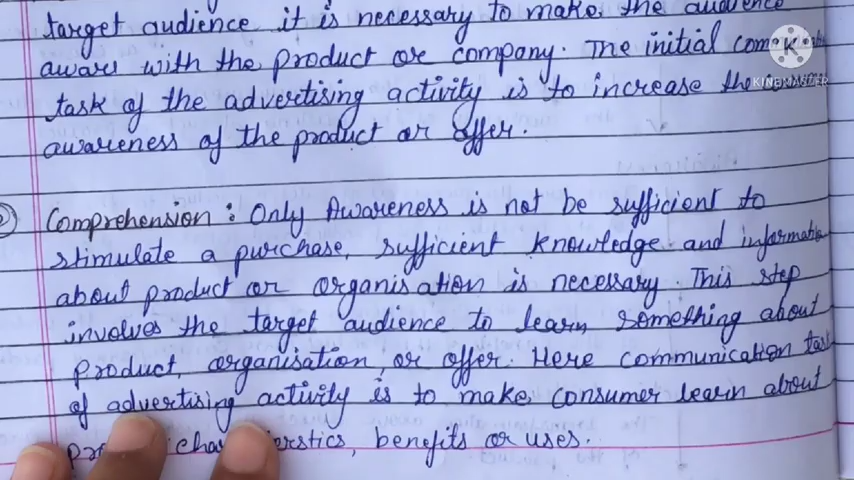 target audience it is necessary to make the audience
aware with the product or company. The initial
task of the advertising activity is to increase the
awareness of the product or offer.
Comprehension : Only Awareness is not be sufficient to
stimulate a purchase, sufficient knowledge and
about product or organisation is necessary. This step
involves the target audience to learn something about
product, organisation, or offer. Here communication task
of advertising activity is to make consumer learn about
benefits or uses.
K
KINEMASTER